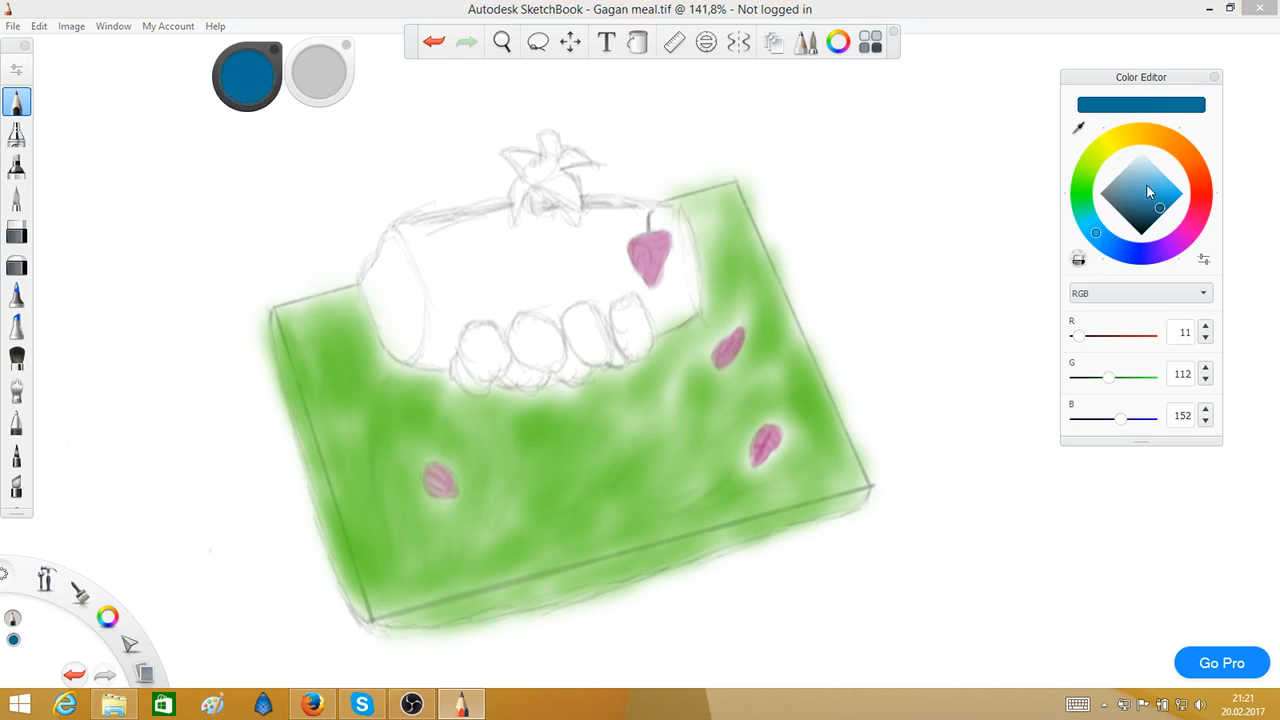 Autodesk SketchBook - Gagan meal.tif @ 141,8% - Not logged in
File Edit Image Window My Account Help
Color Editor
RGB
R
11
G
112
B
152
Go Pro
21:21
20.02.2017